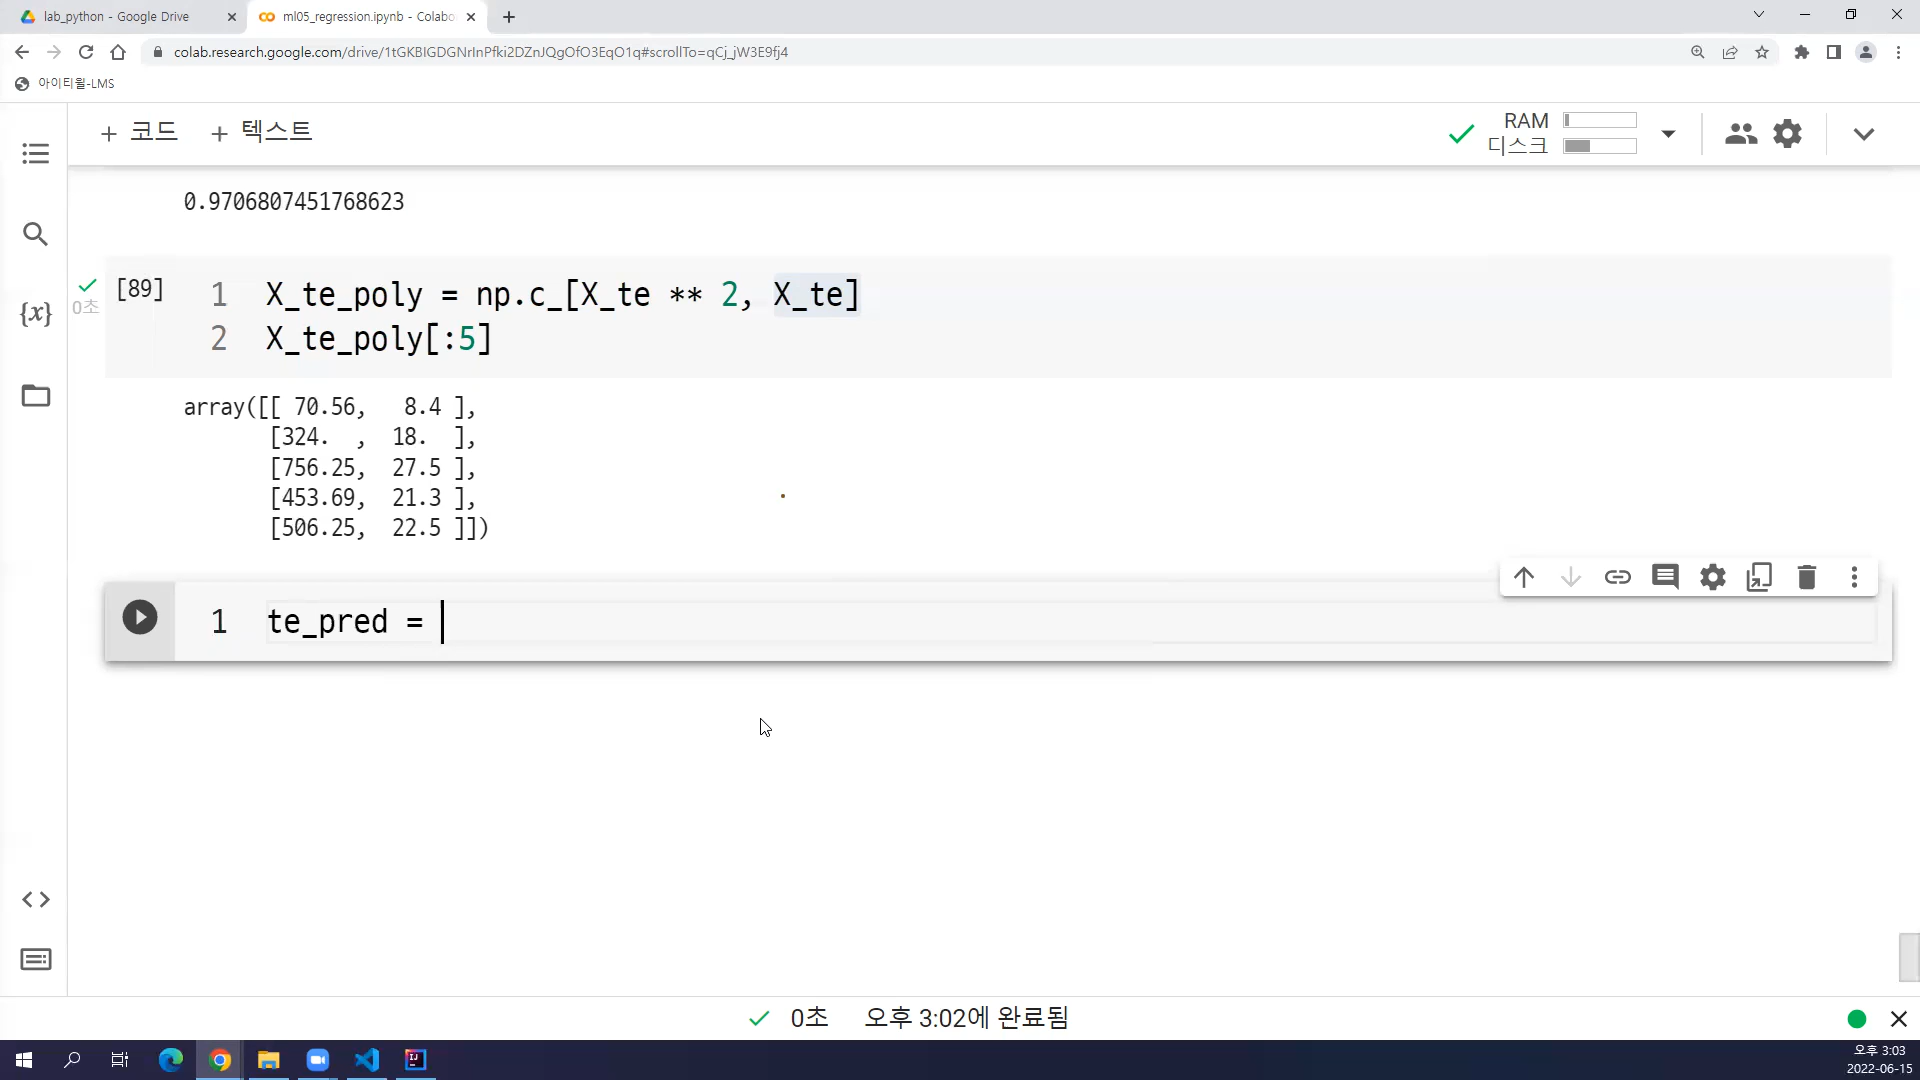 lab_python - Google Drive
ml05_regression.ipynb - Colabo
colab.research.google.com/drive/1tGKBIGDGNrInPfki2DZnJQgOfO3EqO1q#scrollTo=qCj_jW3E9fj4
아이티윌-LMS
+ 코드 + 텍스트
RAM
디스크
0.9706807451768623
[89]
0초
1 X_te_poly = np.c_[X_te ** 2, X_te]
2 X_te_poly[:5]
array([[ 70.56, 8.4 ],
[324. , 18. ],
[756.25, 27.5 ],
[453.69, 21.3 ],
[506.25, 22.5 ]])
1 te_pred =
0초 오후 3:02에 완료됨
오후 3:03
2022-06-15